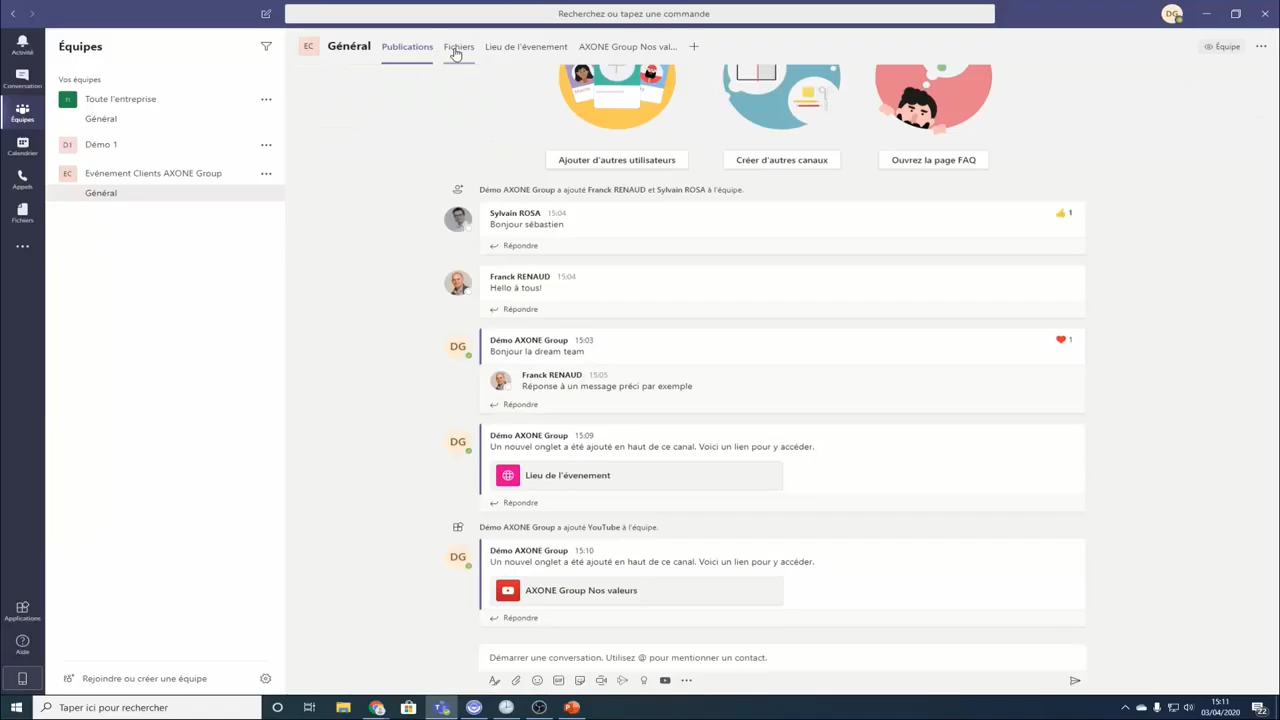 Recherchez ou tapez une commande
DG
Activité
Conversation
Équipes
Calendrier
Appels
Fichiers
Applications
Aide
Équipes
Vos équipes
Toute l'entreprise
Général
D1
Démo 1
EC
Evénement Clients AXONE Group
Général
Rejoindre ou créer une équipe
EC
Général
Publications
Fichiers
Lieu de l'évenement
AXONE Group Nos val...
Équipe
Ajouter d'autres utilisateurs
Créer d'autres canaux
Ouvrez la page FAQ
Démo AXONE Group a ajouté Franck RENAUD et Sylvain ROSA à l'équipe.
Sylvain ROSA 15:04
1
Bonjour sébastien
Répondre
Franck RENAUD 15:04
Hello à tous!
Répondre
DG
Démo AXONE Group 15:03
1
Bonjour la dream team
Franck RENAUD 15:05
Réponse à un message préci par exemple
Répondre
DG
Démo AXONE Group 15:09
Un nouvel onglet a été ajouté en haut de ce canal. Voici un lien pour y accéder.
Lieu de l'évenement
Répondre
Démo AXONE Group a ajouté YouTube à l'équipe.
DG
Démo AXONE Group 15:10
Un nouvel onglet a été ajouté en haut de ce canal. Voici un lien pour y accéder.
AXONE Group Nos valeurs
Répondre
Démarrer une conversation. Utilisez @ pour mentionner un contact.
GIF
Taper ici pour rechercher
15:11
03/04/2020
22